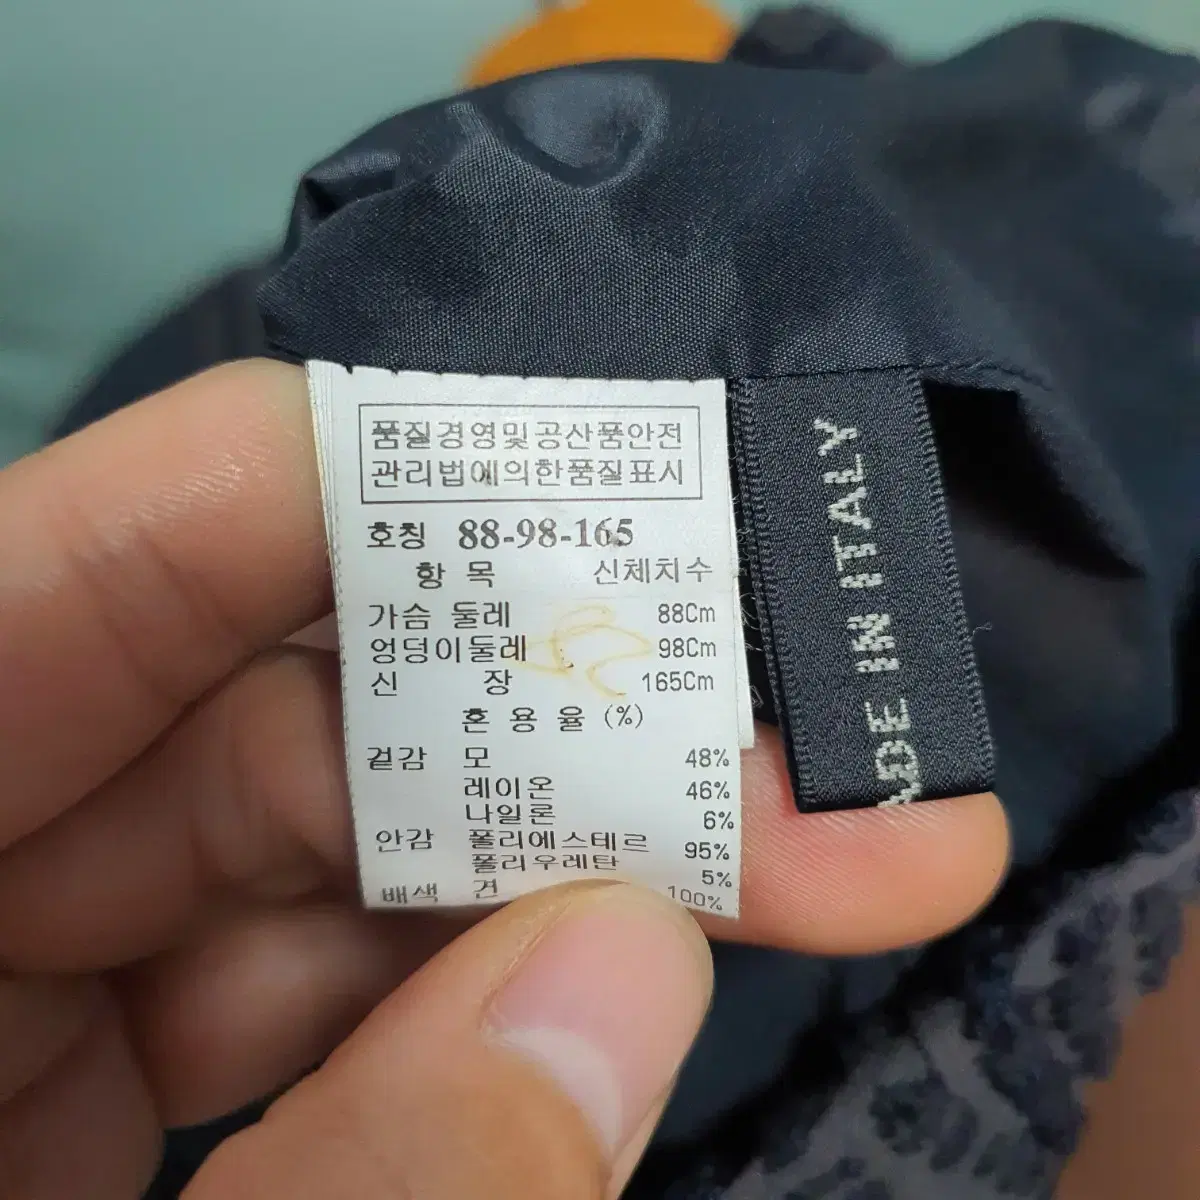 품질경영및공산품안전
관리법에의한품질표시
호칭 88-98-165
항 목 신체치수
가슴 둘레 88Cm
엉덩이둘레 98Cm
신 장 165Cm
혼 용 율 (%)
겉감 모 48%
레이온 46%
나일론 6%
안감 폴리에스테르 95%
폴리우레탄 5%
배색 견 100%
MADE IN ITALY